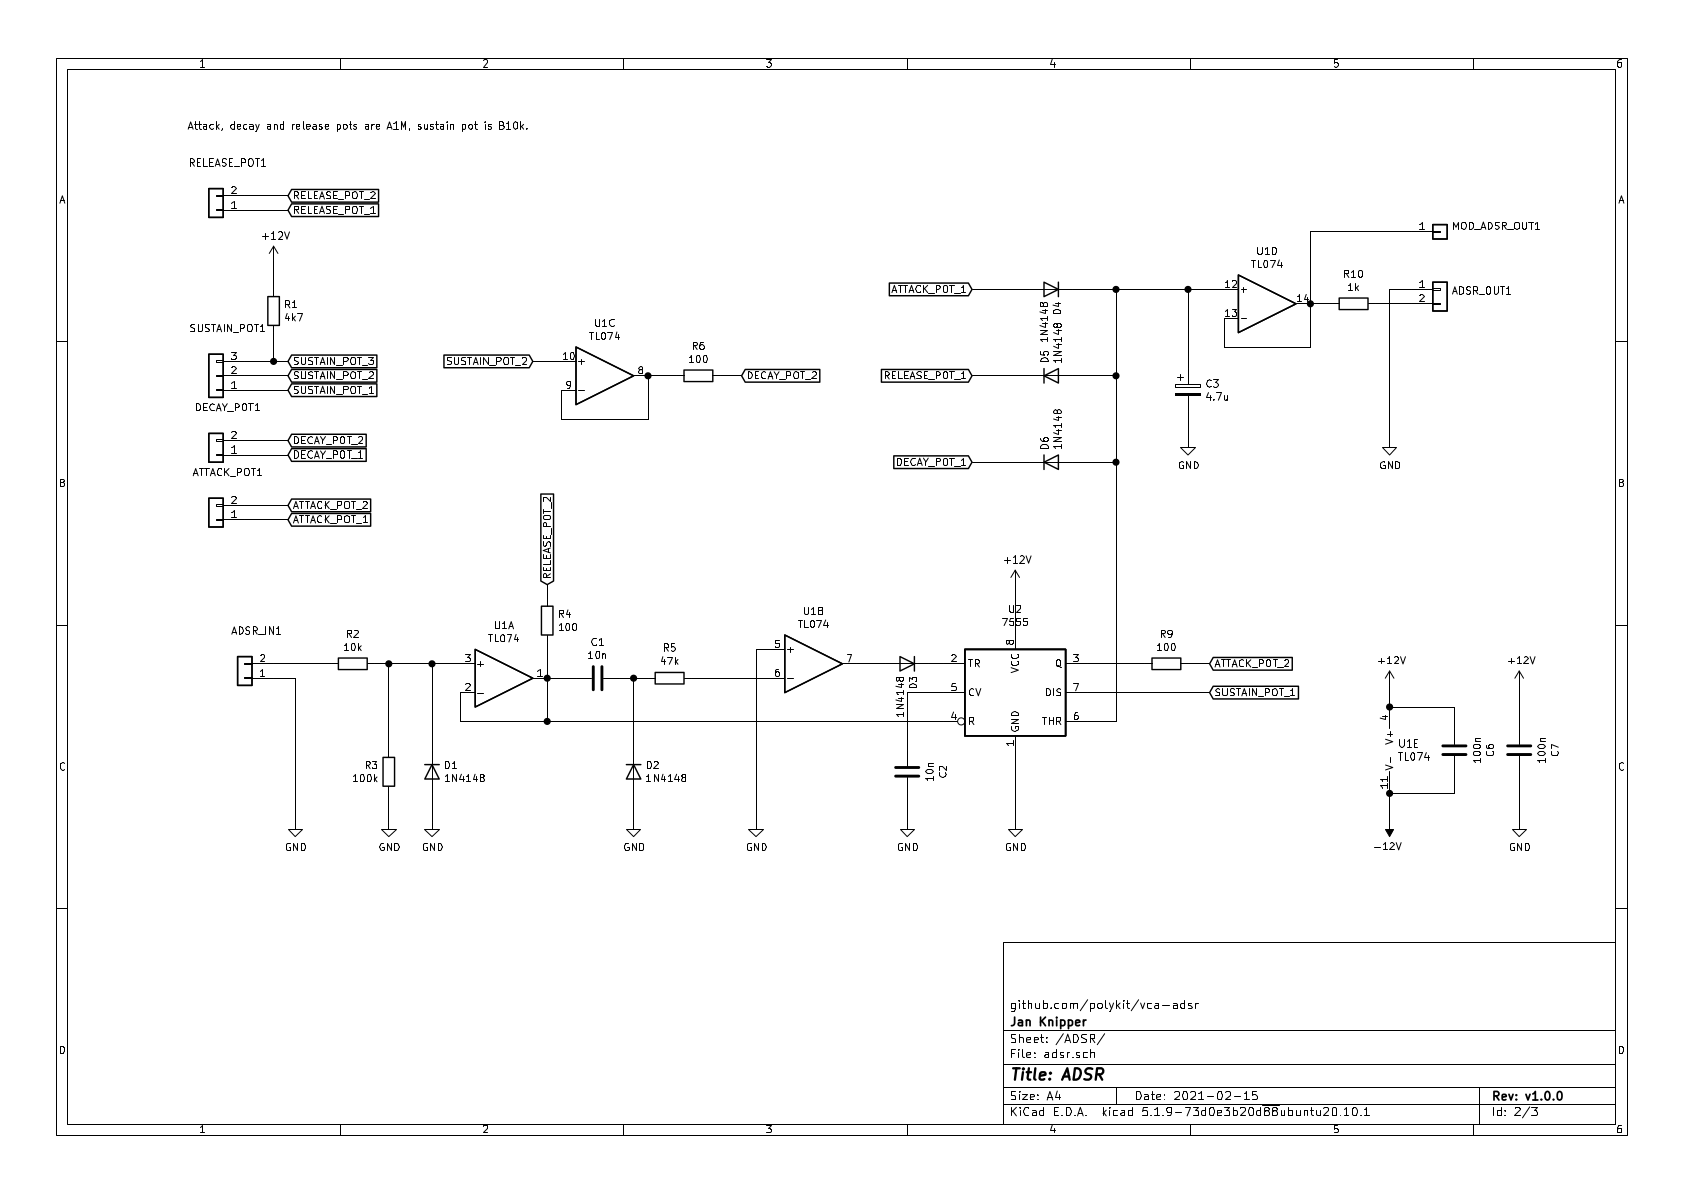 1 2 3 4 5 6
A A
B B
C C
D D
1 2 3 4 5 6
Attack, decay and release pots are A1M, sustain pot is B10k.
RELEASE_POT1
2 RELEASE_POT_2
1 RELEASE_POT_1
+12V
R1
4k7
SUSTAIN_POT1
3 SUSTAIN_POT_3
2 SUSTAIN_POT_2
1 SUSTAIN_POT_1
DECAY_POT1
2 DECAY_POT_2
1 DECAY_POT_1
ATTACK_POT1
2 ATTACK_POT_2
1 ATTACK_POT_1
SUSTAIN_POT_2
U1C
TL074
10
9
8
+
−
R6
100
DECAY_POT_2
ATTACK_POT_1
1N4148 D4
RELEASE_POT_1
D5 1N4148
DECAY_POT_1
D6
1N4148
+
C3
4.7u
GND
U1D
TL074
12
13
14
+
−
R10
1k
1 MOD_ADSR_OUT1
1
2
ADSR_OUT1
GND
ADSR_IN1
2
1
GND
R2
10k
R3
100k
GND
D1
1N4148
GND
U1A
TL074
3
2
1
+
−
RELEASE_POT_2
R4
100
C1
10n
R5
47k
D2
1N4148
GND
U1B
TL074
5
6
7
+
−
GND
1N4148
D3
10n
C2
GND
+12V
U2
7555
8
VCC
2 TR
5 CV
4 R
Q 3
DIS 7
THR 6
GND
1
GND
R9
100
ATTACK_POT_2
SUSTAIN_POT_1
+12V
4
V+
U1E
TL074
V−
11
−12V
100n
C6
+12V
100n
C7
GND
github.com/polykit/vca-adsr
Jan Knipper
Sheet: /ADSR/
File: adsr.sch
Title: ADSR
Size: A4 Date: 2021-02-15 Rev: v1.0.0
KiCad E.D.A. kicad 5.1.9-73d0e3b20d88ubuntu20.10.1 Id: 2/3